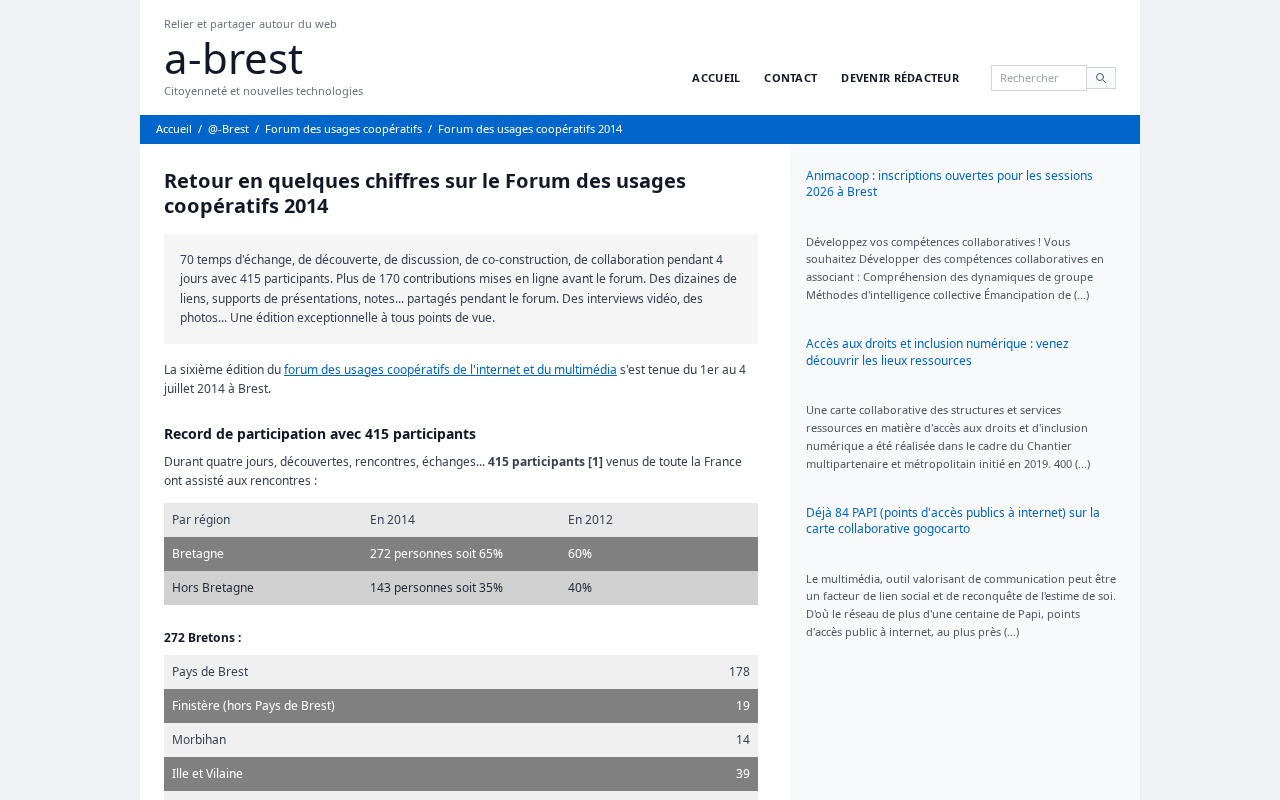 Relier et partager autour du web
a-brest
Citoyenneté et nouvelles technologies
ACCUEIL CONTACT DEVENIR RÉDACTEUR Rechercher
Accueil / @-Brest / Forum des usages coopératifs / Forum des usages coopératifs 2014
Retour en quelques chiffres sur le Forum des usages
coopératifs 2014
70 temps d'échange, de découverte, de discussion, de co-construction, de collaboration pendant 4
jours avec 415 participants. Plus de 170 contributions mises en ligne avant le forum. Des dizaines de
liens, supports de présentations, notes... partagés pendant le forum. Des interviews vidéo, des
photos... Une édition exceptionnelle à tous points de vue.
La sixième édition du forum des usages coopératifs de l'internet et du multimédia s'est tenue du 1er au 4
juillet 2014 à Brest.
Record de participation avec 415 participants
Durant quatre jours, découvertes, rencontres, échanges... 415 participants [1] venus de toute la France
ont assisté aux rencontres :
Par région En 2014 En 2012
Bretagne 272 personnes soit 65% 60%
Hors Bretagne 143 personnes soit 35% 40%
272 Bretons :
Pays de Brest 178
Finistère (hors Pays de Brest) 19
Morbihan 14
Ille et Vilaine 39
Animacoop : inscriptions ouvertes pour les sessions
2026 à Brest
Développez vos compétences collaboratives ! Vous
souhaitez Développer des compétences collaboratives en
associant : Compréhension des dynamiques de groupe
Méthodes d'intelligence collective Émancipation de (...)
Accès aux droits et inclusion numérique : venez
découvrir les lieux ressources
Une carte collaborative des structures et services
ressources en matière d'accès aux droits et d'inclusion
numérique a été réalisée dans le cadre du Chantier
multipartenaire et métropolitain initié en 2019. 400 (...)
Déjà 84 PAPI (points d'accès publics à internet) sur la
carte collaborative gogocarto
Le multimédia, outil valorisant de communication peut être
un facteur de lien social et de reconquête de l'estime de soi.
D'où le réseau de plus d'une centaine de Papi, points
d'accès public à internet, au plus près (...)